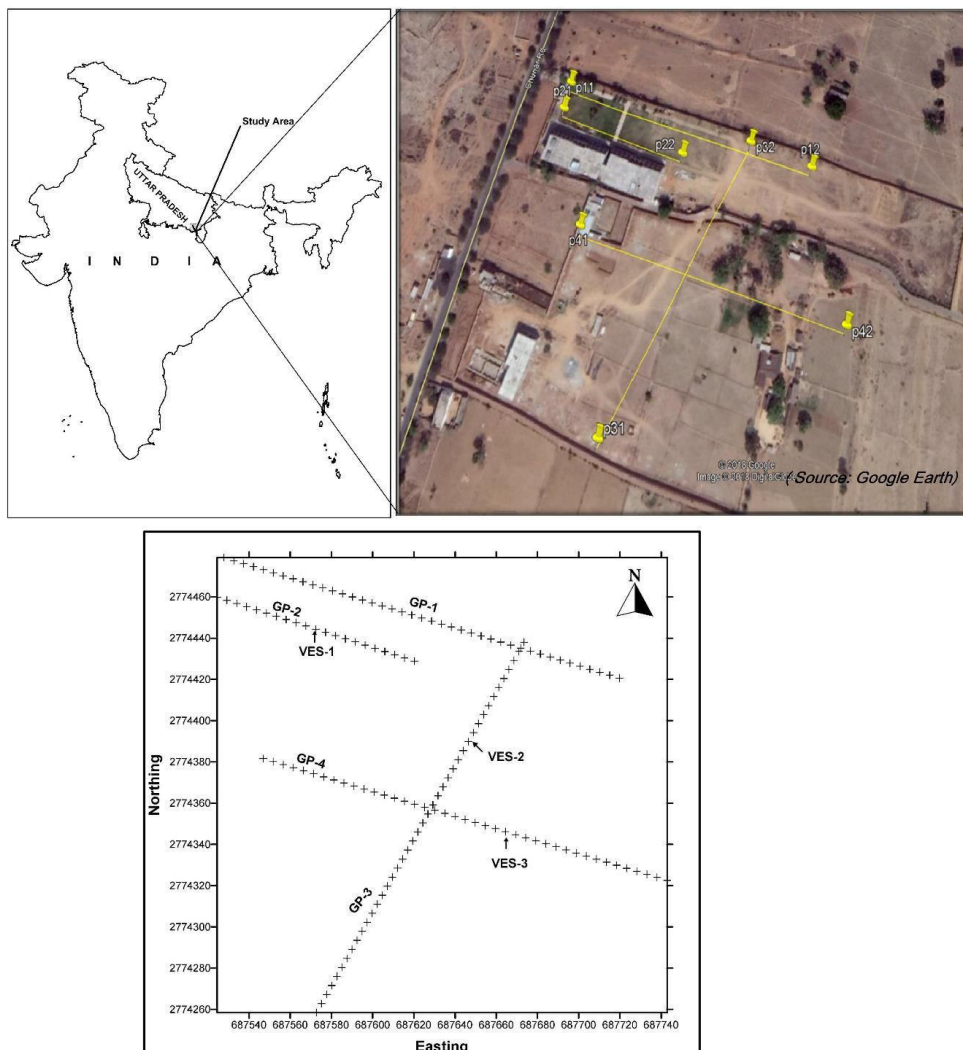 Study Area
UTTAR PRADESH
I N D I A
p11
p21
p22
p32
p12
p41
p42
p31
© 2018 Google
( Source: Google Earth)
N
GP-1
GP-2
VES-1
VES-2
GP-4
VES-3
GP-3
Northing
2774460
2774440
2774420
2774400
2774380
2774360
2774340
2774320
2774300
2774280
2774260
687540 687560 687580 687600 687620 687640 687660 687680 687700 687720 687740
Easting